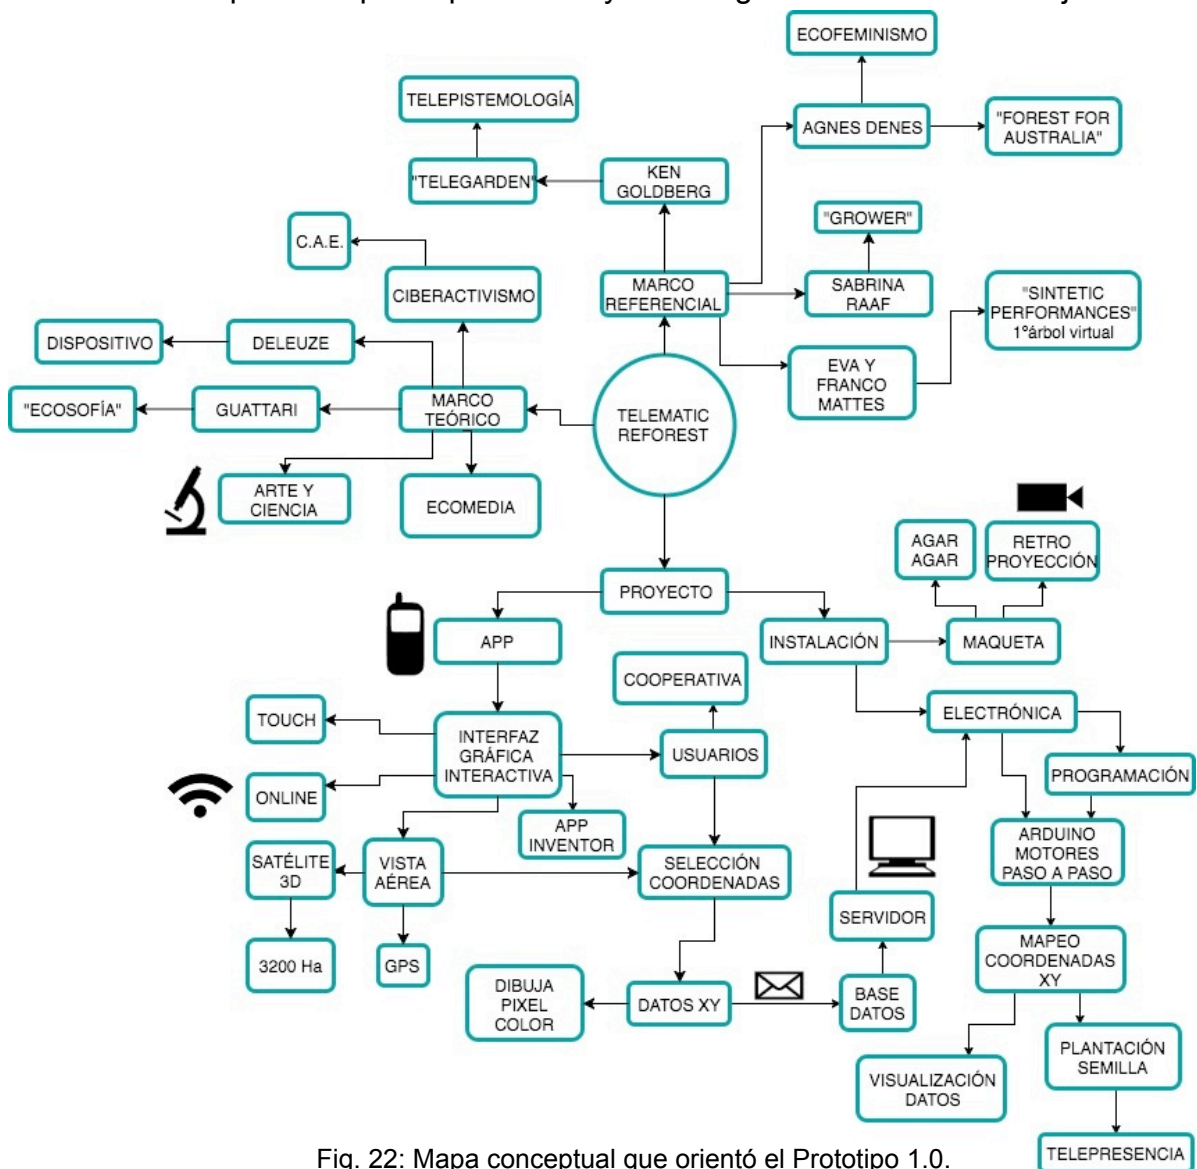 ECOFEMINISMO
TELEPISTEMOLOGÍA
AGNES DENES
"FOREST FOR
AUSTRALIA"
"TELEGARDEN"
KEN
GOLDBERG
"GROWER"
C.A.E.
CIBERACTIVISMO
MARCO
REFERENCIAL
SABRINA
RAAF
"SINTETIC
PERFORMANCES"
1ºárbol virtual
DISPOSITIVO
DELEUZE
EVA Y
FRANCO
MATTES
"ECOSOFÍA"
GUATTARI
MARCO
TEÓRICO
TELEMATIC
REFOREST
ARTE Y
CIENCIA
ECOMEDIA
AGAR
AGAR
RETRO
PROYECCIÓN
PROYECTO
APP
INSTALACIÓN
MAQUETA
COOPERATIVA
TOUCH
INTERFAZ
GRÁFICA
INTERACTIVA
USUARIOS
ELECTRÓNICA
ONLINE
PROGRAMACIÓN
APP
INVENTOR
SATÉLITE
3D
VISTA
AÉREA
SELECCIÓN
COORDENADAS
ARDUINO
MOTORES
PASO A PASO
SERVIDOR
3200 Ha
GPS
MAPEO
COORDENADAS
XY
DIBUJA
PIXEL
COLOR
DATOS XY
BASE
DATOS
PLANTACIÓN
SEMILLA
VISUALIZACIÓN
DATOS
TELEPRESENCIA
Fig. 22: Mapa conceptual que orientó el Prototipo 1.0.